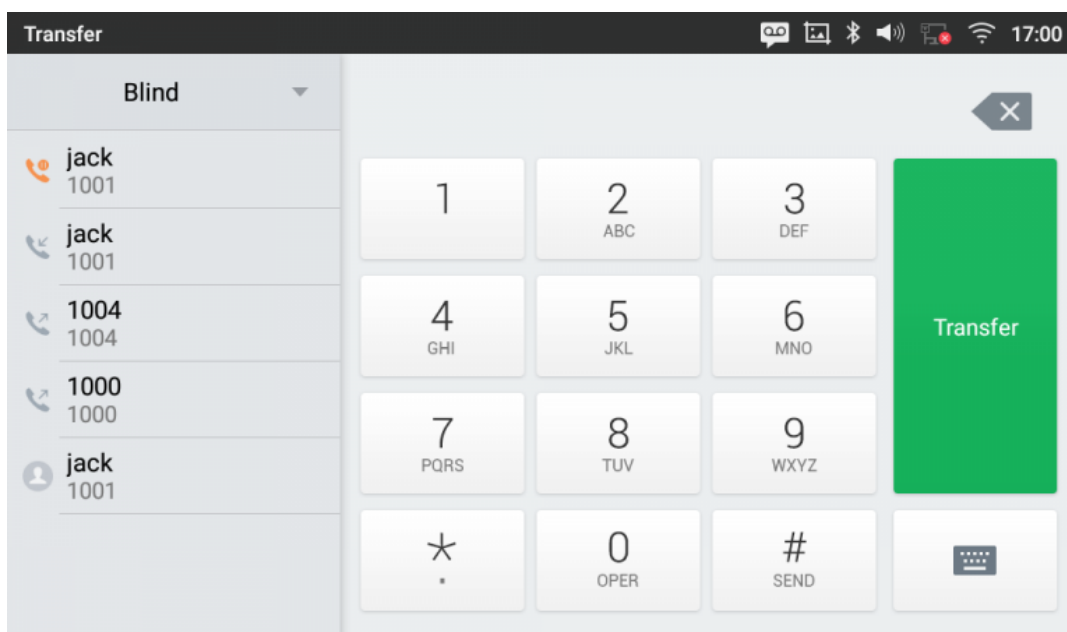 Transfer 17:00
Blind
jack
1001
jack
1001
1004
1004
1000
1000
jack
1001
1 2 3
ABC DEF
4 5 6
GHI JKL MNO
Transfer
7 8 9
PQRS TUV WXYZ
* 0 #
. OPER SEND